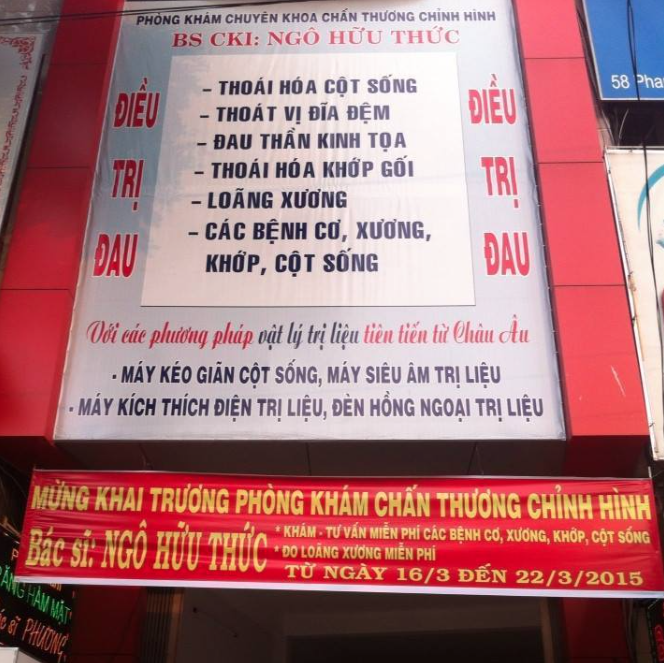 PHÒNG KHÁM CHUYÊN KHOA CHẤN THƯƠNG CHỈNH HÌNH
BS CKI: NGÔ HỮU THỨC
ĐIỀU
TRỊ
ĐAU
- THOÁI HÓA CỘT SỐNG
- THOÁT VỊ ĐĨA ĐỆM
- ĐAU THẦN KINH TỌA
- THOÁI HÓA KHỚP GỐI
- LOÃNG XƯƠNG
- CÁC BỆNH CƠ, XƯƠNG,
KHỚP, CỘT SỐNG
ĐIỀU
TRỊ
ĐAU
Với các phương pháp vật lý trị liệu tiên tiến từ Châu Âu
- MÁY KÉO GIÃN CỘT SỐNG, MÁY SIÊU ÂM TRỊ LIỆU
- MÁY KÍCH THÍCH ĐIỆN TRỊ LIỆU, ĐÈN HỒNG NGOẠI TRỊ LIỆU
MỪNG KHAI TRƯƠNG PHÒNG KHÁM CHẤN THƯƠNG CHỈNH HÌNH
Bác sĩ: NGÔ HỮU THỨC
* KHÁM - TƯ VẤN MIỄN PHÍ CÁC BỆNH CƠ, XƯƠNG, KHỚP, CỘT SỐNG
* ĐO LOÃNG XƯƠNG MIỄN PHÍ
TỪ NGÀY 16/3 ĐẾN 22/3/2015
58 Pha
RĂNG HÀM MẶT
sĩ PHƯƠNG